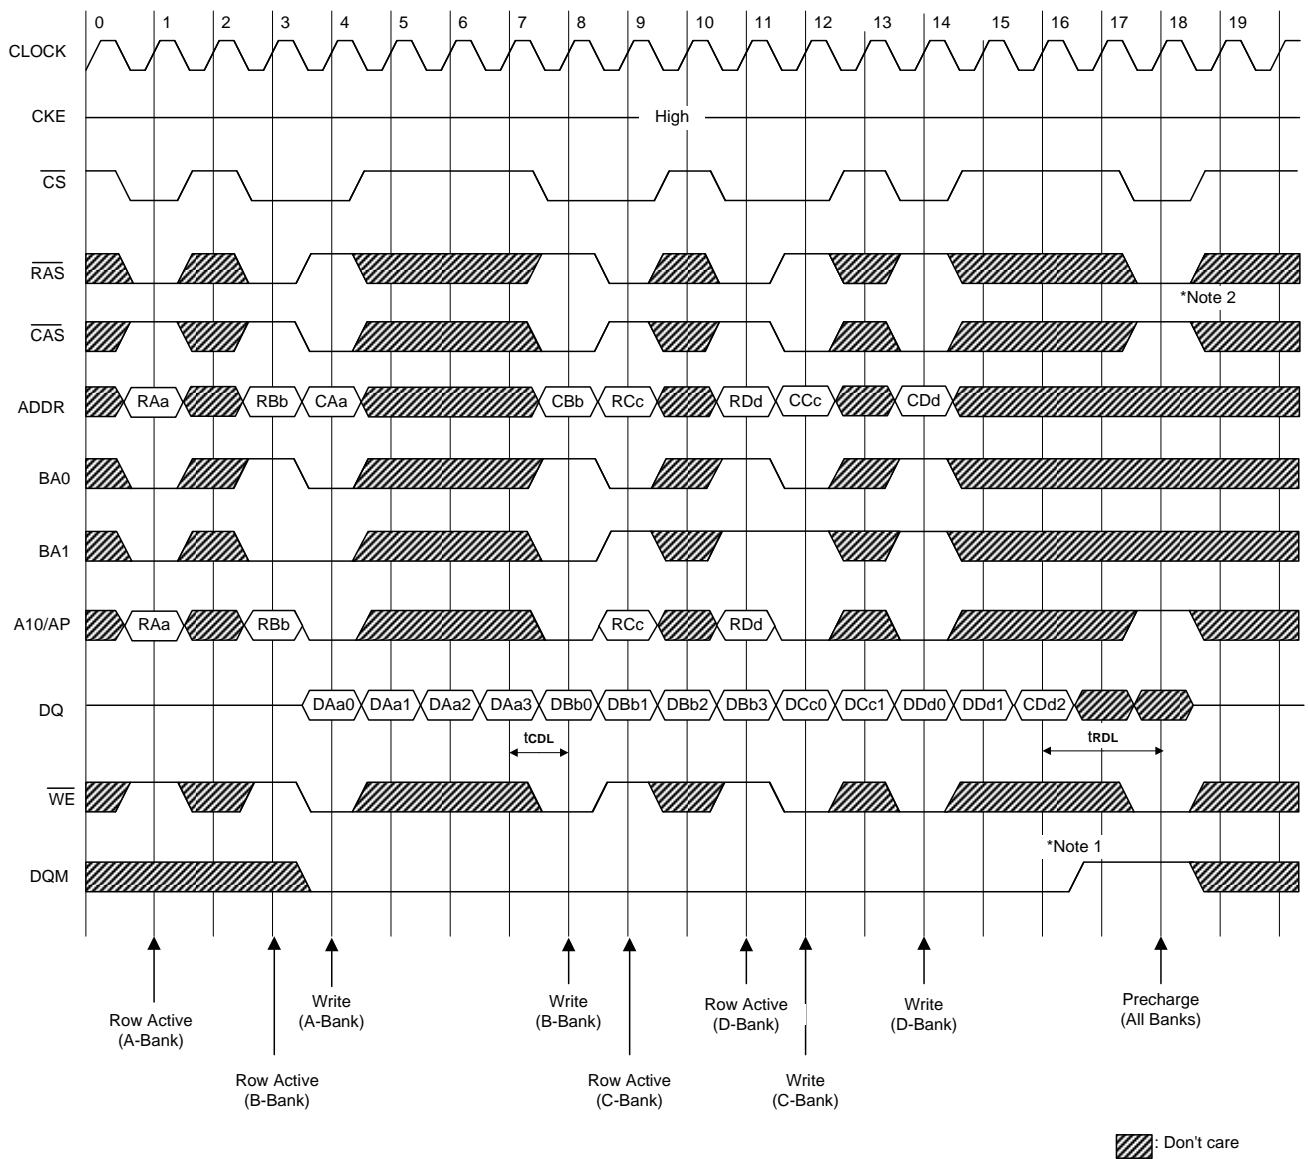 0 1 2 3 4 5 6 7 8 9 10 11 12 13 14 15 16 17 18 19
CLOCK
CKE High
CS
RAS
*Note 2
CAS
ADDR RAa RBb CAa CBb RCc RDd CCc CDd
BA0
BA1
A10/AP RAa RBb RCc RDd
DQ DAa0 DAa1 DAa2 DAa3 DBb0 DBb1 DBb2 DBb3 DCc0 DCc1 DDd0 DDd1 CDd2
tCDL tRDL
WE
*Note 1
DQM
Row Active
(A-Bank)
Row Active
(B-Bank)
Write
(A-Bank)
Write
(B-Bank)
Row Active
(C-Bank)
Row Active
(D-Bank)
Write
(C-Bank)
Write
(D-Bank)
Precharge
(All Banks)
: Don't care